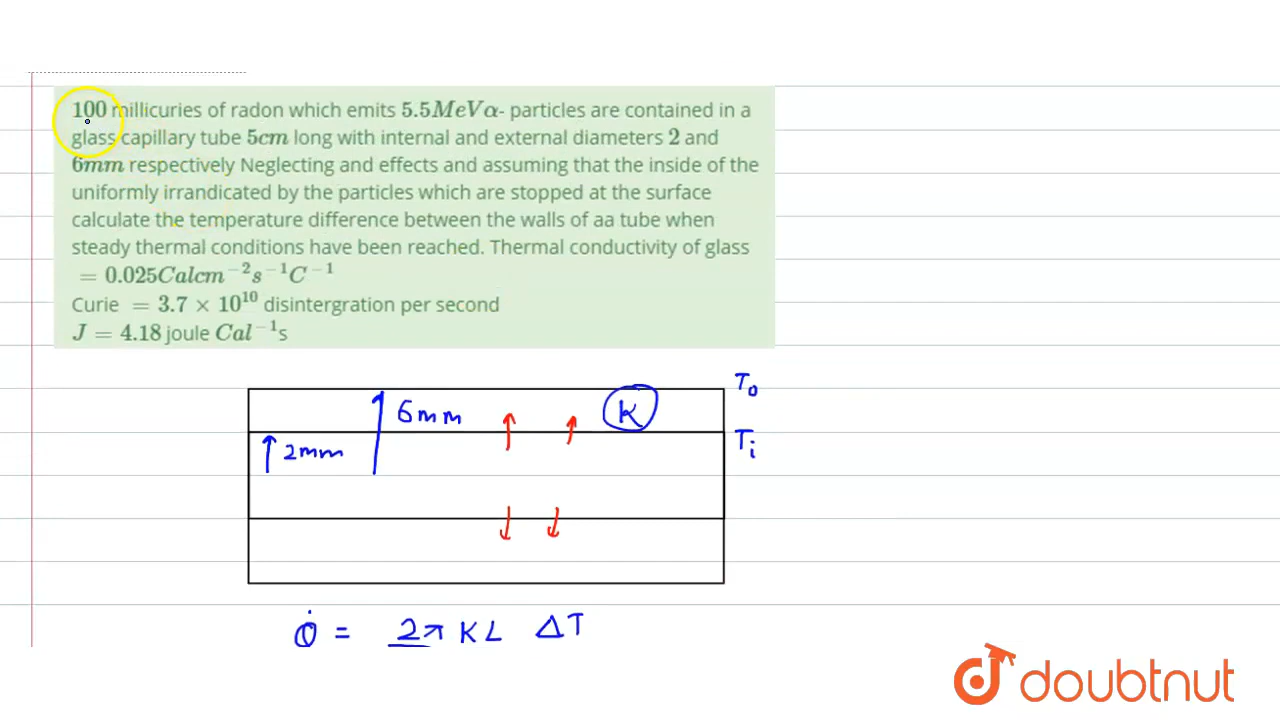 100 millicuries of radon which emits 5.5MeVα- particles are contained in a
glass capillary tube 5cm long with internal and external diameters 2 and
6mm respectively Neglecting and effects and assuming that the inside of the
uniformly irrandicated by the particles which are stopped at the surface
calculate the temperature difference between the walls of aa tube when
steady thermal conditions have been reached. Thermal conductivity of glass
= 0.025Calcm⁻²s⁻¹C⁻¹
Curie = 3.7 × 10¹⁰ disintergration per second
J = 4.18 joule Cal⁻¹s
T₀
6mm
K
2mm
Tᵢ
Q̇ = 2π KL ΔT
doubtnut